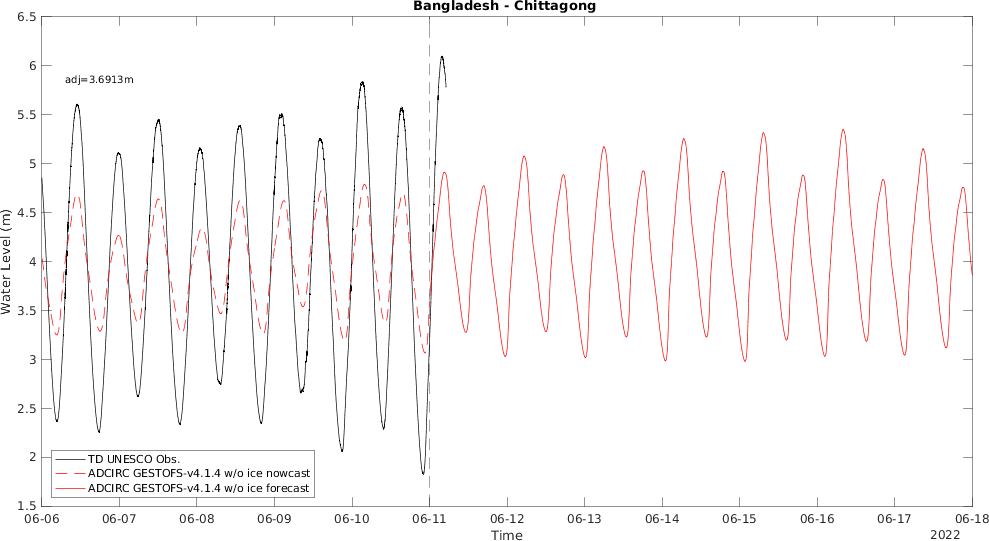 Bangladesh - Chittagong
6.5
6
5.5
5
4.5
4
3.5
3
2.5
2
1.5
Water Level (m)
adj=3.6913m
TD UNESCO Obs.
ADCIRC GESTOFS-v4.1.4 w/o ice nowcast
ADCIRC GESTOFS-v4.1.4 w/o ice forecast
06-06 06-07 06-08 06-09 06-10 06-11 06-12 06-13 06-14 06-15 06-16 06-17 06-18
Time
2022